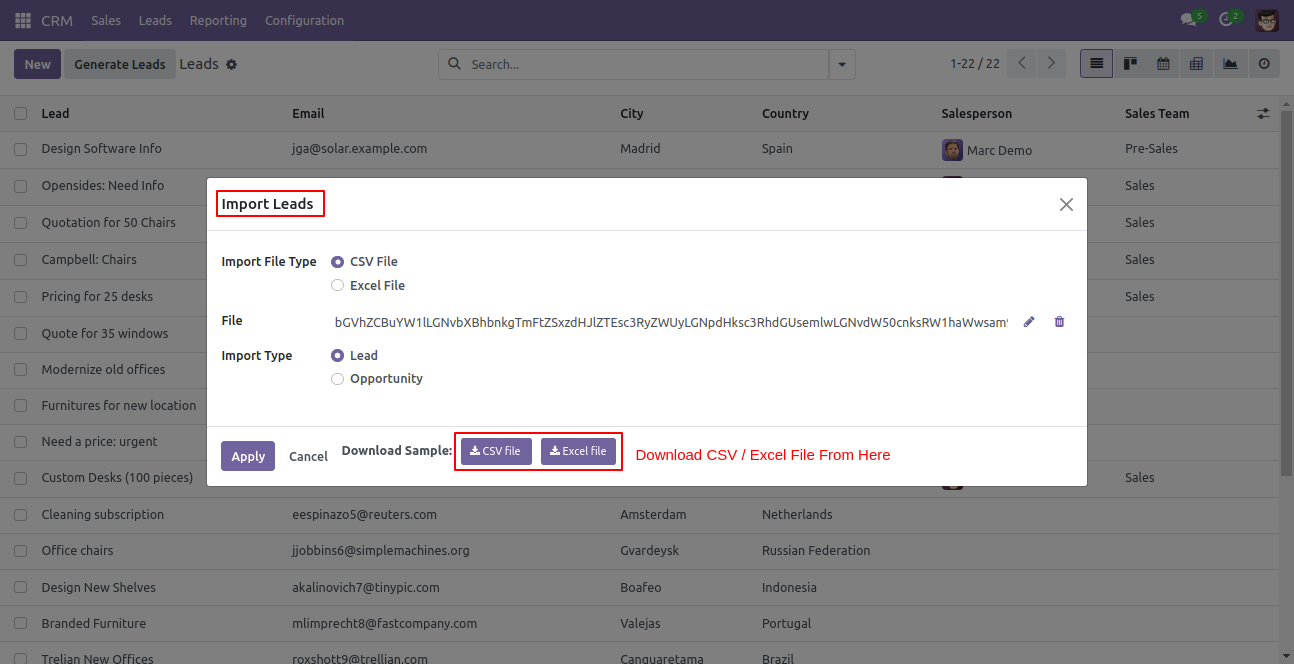 CRM Sales Leads Reporting Configuration 5 2
New Generate Leads Leads Search... 1-22 / 22
Lead Email City Country Salesperson Sales Team
Design Software Info jga@solar.example.com Madrid Spain Marc Demo Pre-Sales
Opensides: Need Info Sales
Quotation for 50 Chairs Sales
Campbell: Chairs Sales
Pricing for 25 desks Sales
Quote for 35 windows
Modernize old offices
Furnitures for new location
Need a price: urgent
Custom Desks (100 pieces) Sales
Import Leads
Import File Type CSV File
Excel File
File
Import Type Lead
Opportunity
Apply Cancel Download Sample: CSV file Excel file Download CSV / Excel File From Here
Cleaning subscription eespinazo5@reuters.com Amsterdam Netherlands
Office chairs jjobbins6@simplemachines.org Gvardeysk Russian Federation
Design New Shelves akalinovich7@tinypic.com Boafeo Indonesia
Branded Furniture mlimprecht8@fastcompany.com Valejas Portugal
Trelian New Offices roxshott9@trellian.com Canguaretama Brazil